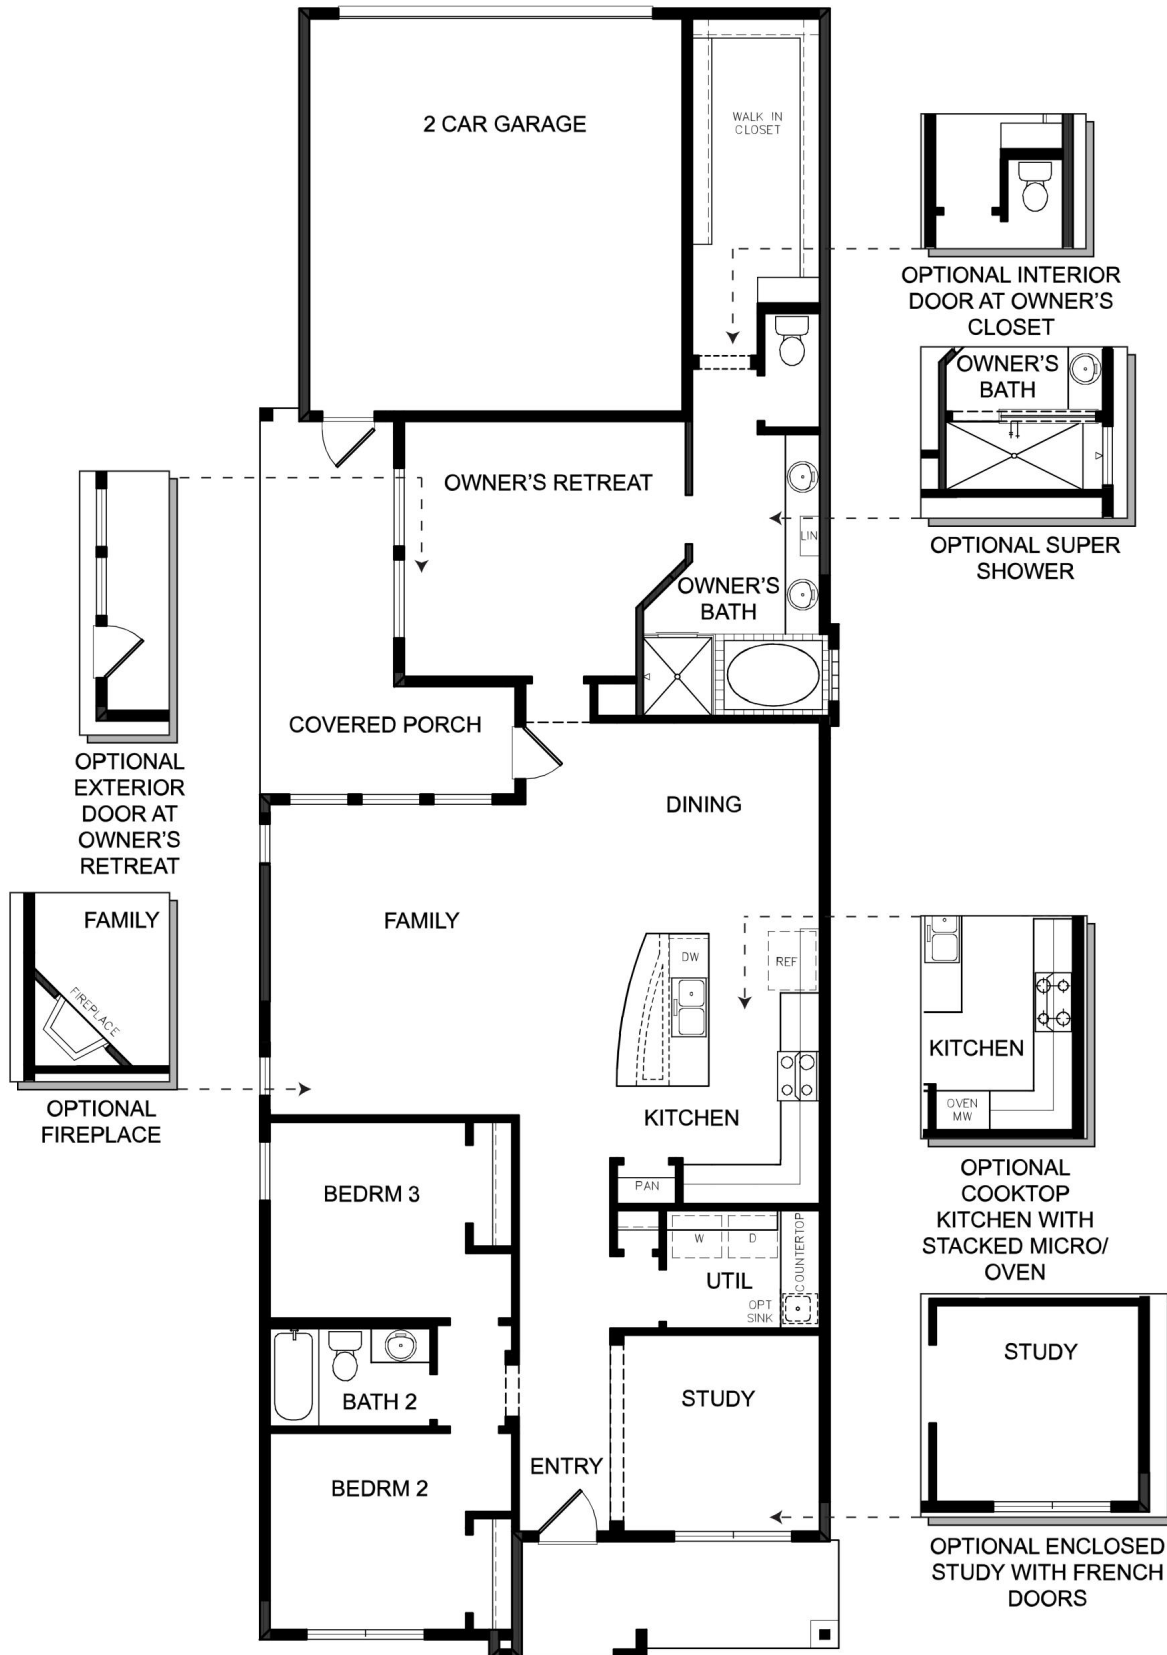 2 CAR GARAGE
WALK IN
CLOSET
OPTIONAL INTERIOR
DOOR AT OWNER'S
CLOSET
OWNER'S
BATH
OPTIONAL SUPER
SHOWER
OWNER'S RETREAT
LIN
OWNER'S
BATH
COVERED PORCH
OPTIONAL
EXTERIOR
DOOR AT
OWNER'S
RETREAT
DINING
FAMILY
FIREPLACE
OPTIONAL
FIREPLACE
FAMILY
DW
REF
KITCHEN
KITCHEN
OVEN
MW
OPTIONAL
COOKTOP
KITCHEN WITH
STACKED MICRO/
OVEN
PAN
BEDRM 3
W
D
COUNTERTOP
UTIL
OPT
SINK
BATH 2
STUDY
STUDY
ENTRY
BEDRM 2
OPTIONAL ENCLOSED
STUDY WITH FRENCH
DOORS